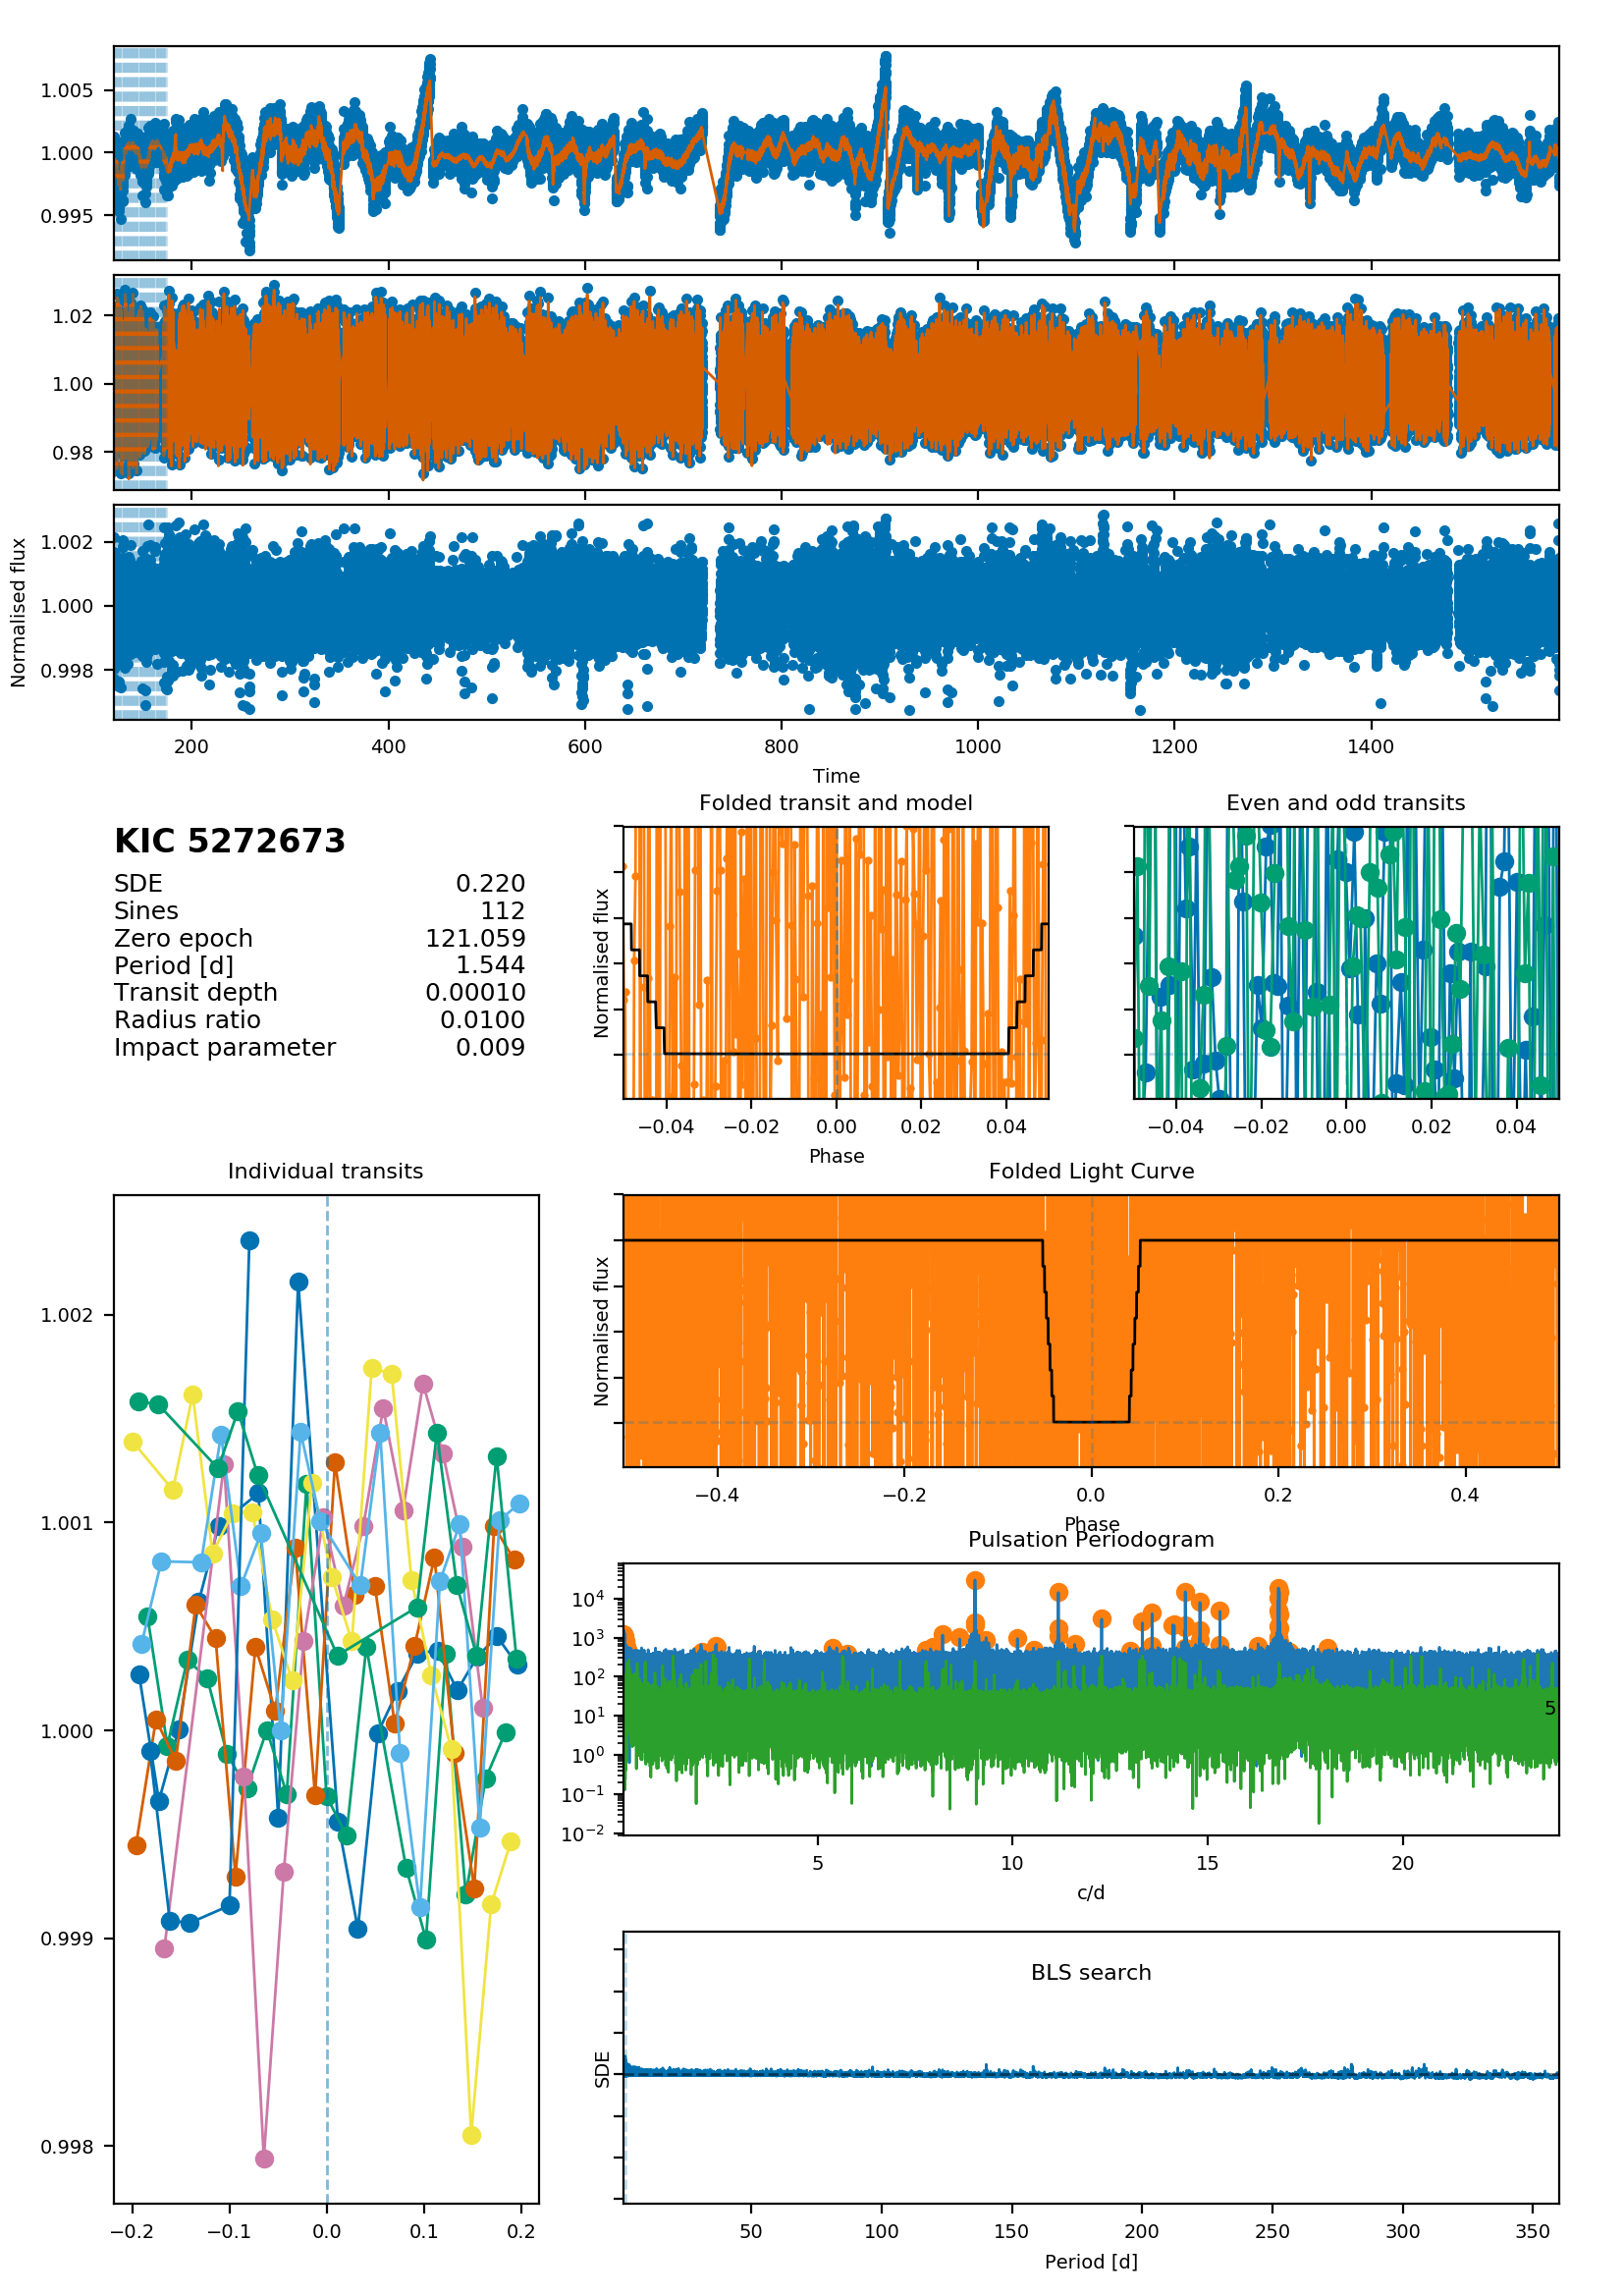 1.005
1.000
0.995
1.02
1.00
0.98
Normalised flux
1.002
1.000
0.998
200 400 600 800 1000 1200 1400
Time
KIC 5272673
SDE 0.220
Sines 112
Zero epoch 121.059
Period [d] 1.544
Transit depth 0.00010
Radius ratio 0.0100
Impact parameter 0.009
Folded transit and model
Normalised flux
−0.04 −0.02 0.00 0.02 0.04
Phase
Even and odd transits
−0.04 −0.02 0.00 0.02 0.04
Individual transits
1.002
1.001
1.000
0.999
0.998
−0.2 −0.1 0.0 0.1 0.2
Folded Light Curve
Normalised flux
−0.4 −0.2 0.0 0.2 0.4
Phase
Pulsation Periodogram
10⁴
10³
10²
10¹
10⁰
10⁻¹
10⁻²
5
5 10 15 20
c/d
BLS search
SDE
50 100 150 200 250 300 350
Period [d]